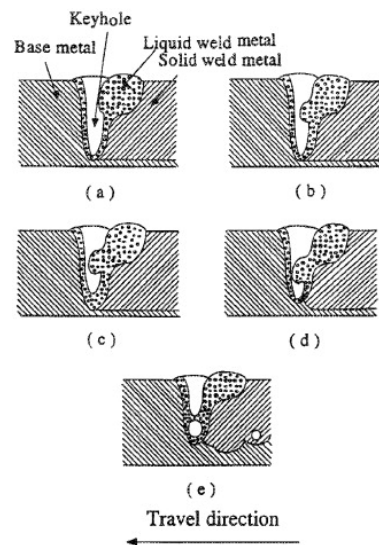 Keyhole
Base metal
Liquid weld metal
Solid weld metal
(a)
(b)
(c)
(d)
(e)
Travel direction